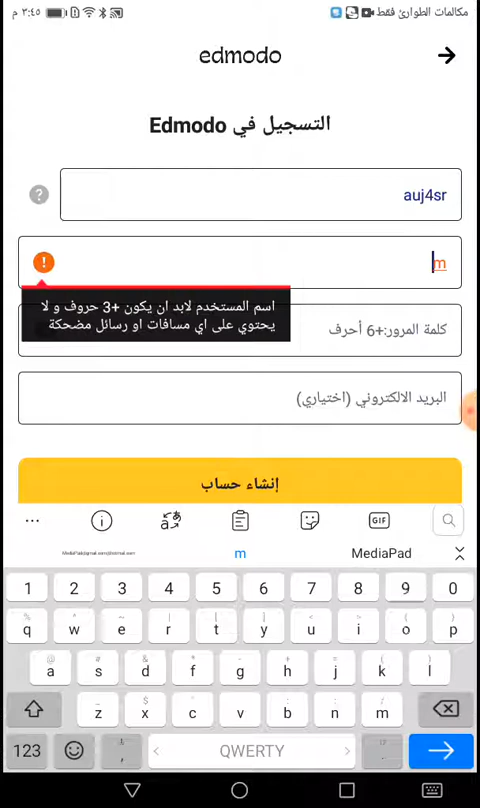 مكالمات الطوارئ فقط
٣:٤٥ م
edmodo
التسجيل في Edmodo
auj4sr
?
m
!
اسم المستخدم لابد ان يكون +3 حروف و لا
يحتوي على اي مسافات او رسائل مضحكة
كلمة المرور:+6 أحرف
البريد الالكتروني (اختياري)
إنشاء حساب
GIF
m
MediaPad
1 2 3 4 5 6 7 8 9 0
q w e r t y u i o p
a s d f g h j k l
z x c v b n m
123
QWERTY